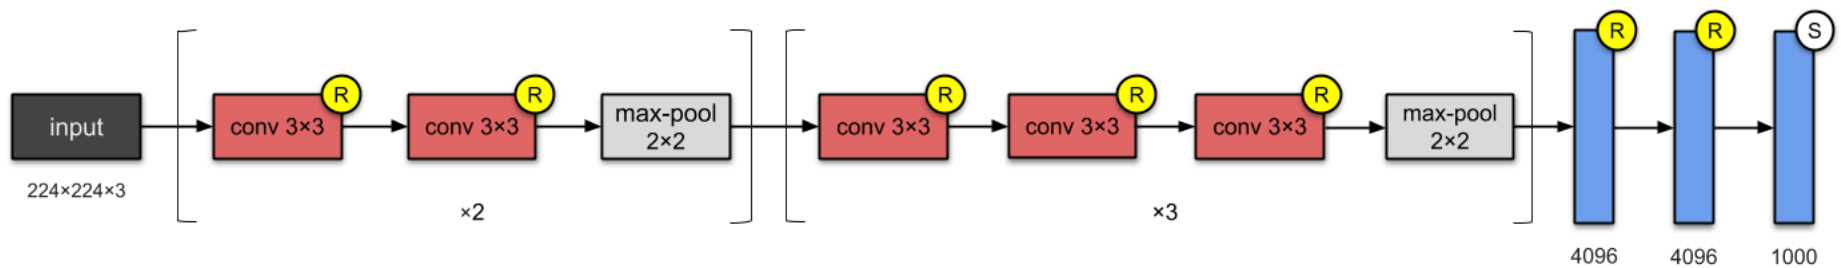 input
224×224×3
conv 3×3
R
conv 3×3
R
max-pool
2×2
×2
conv 3×3
R
conv 3×3
R
conv 3×3
R
max-pool
2×2
×3
R
4096
R
4096
S
1000